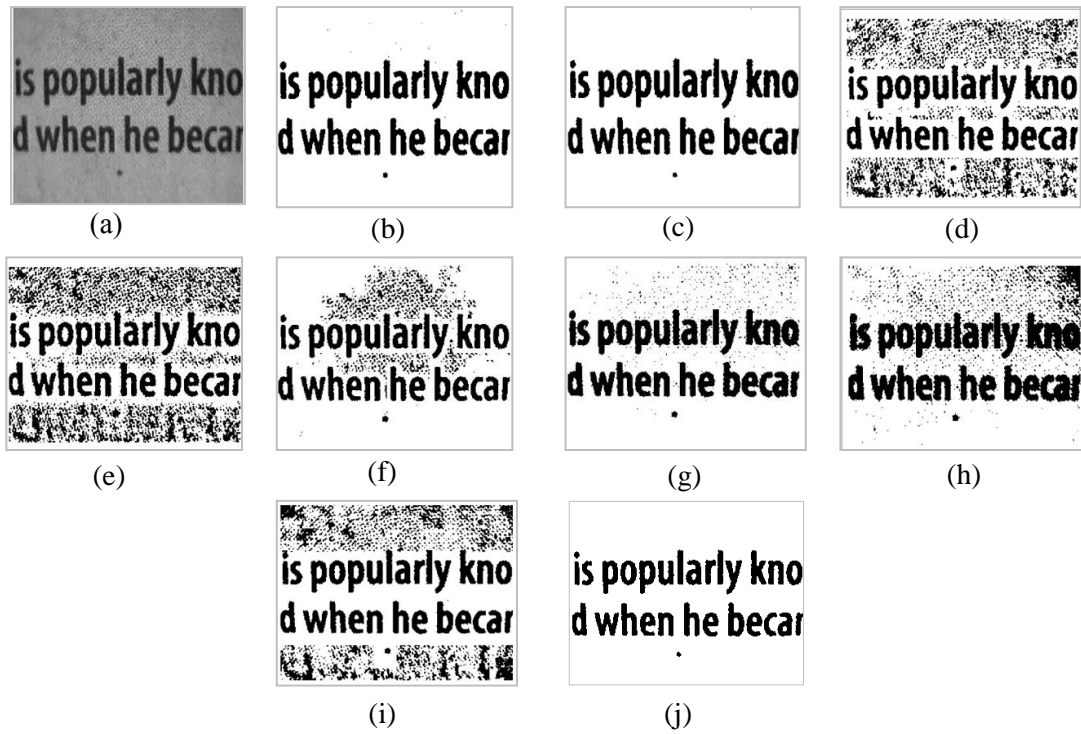 is popularly kno is popularly kno is popularly kno is popularly kno
d when he becar d when he becar d when he becar d when he becar
(a) (b) (c) (d)
is popularly kno is popularly kno is popularly kno is popularly kno
d when he becar d when he becar d when he becar d when he becar
(e) (f) (g) (h)
is popularly kno is popularly kno
d when he becar d when he becar
(i) (j)